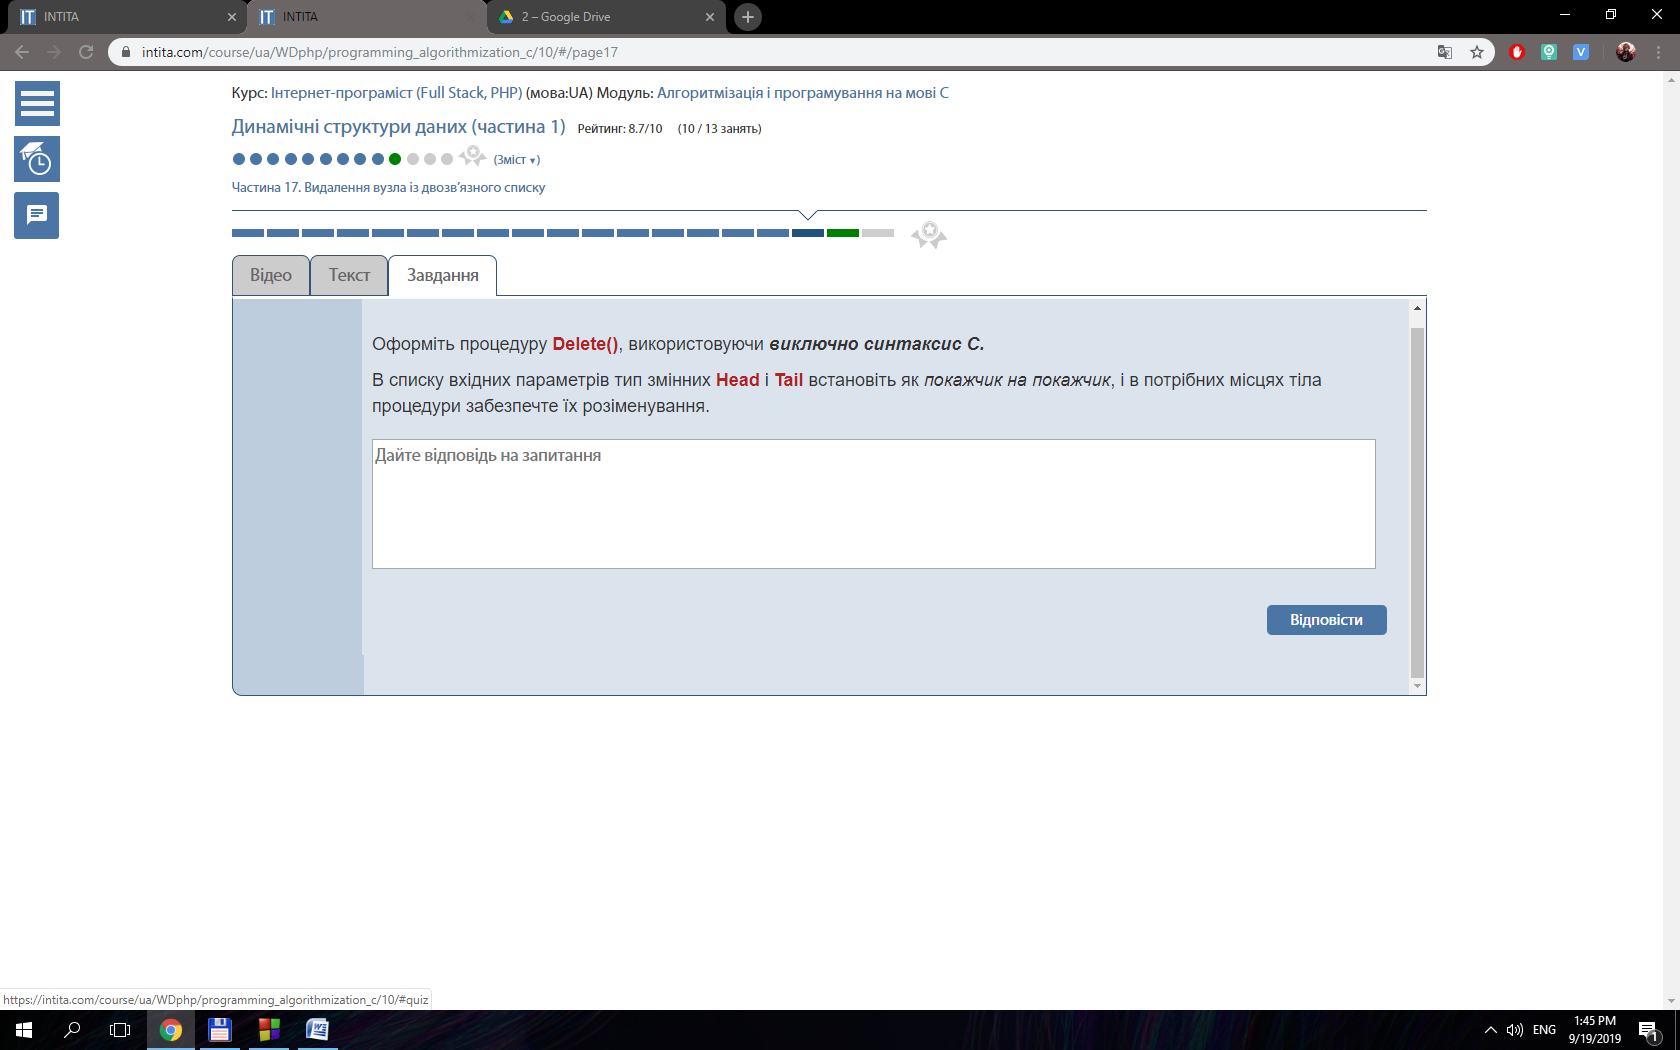 INTITA
INTITA
2 – Google Drive
intita.com/course/ua/WDphp/programming_algorithmization_c/10/#/page17
Курс: Інтернет-програміст (Full Stack, PHP) (мова:UA) Модуль: Алгоритмізація і програмування на мові C
Динамічні структури даних (частина 1) Рейтинг: 8.7/10 (10 / 13 занять)
(Зміст ▼)
Частина 17. Видалення вузла із двозв’язного списку
Відео
Текст
Завдання
Оформіть процедуру Delete(), використовуючи виключно синтаксис С.
В списку вхідних параметрів тип змінних Head і Tail встановіть як покажчик на покажчик, і в потрібних місцях тіла
процедури забезпечте їх розіменування.
Дайте відповідь на запитання
Відповісти
https://intita.com/course/ua/WDphp/programming_algorithmization_c/10/#quiz
ENG
1:45 PM
9/19/2019
1